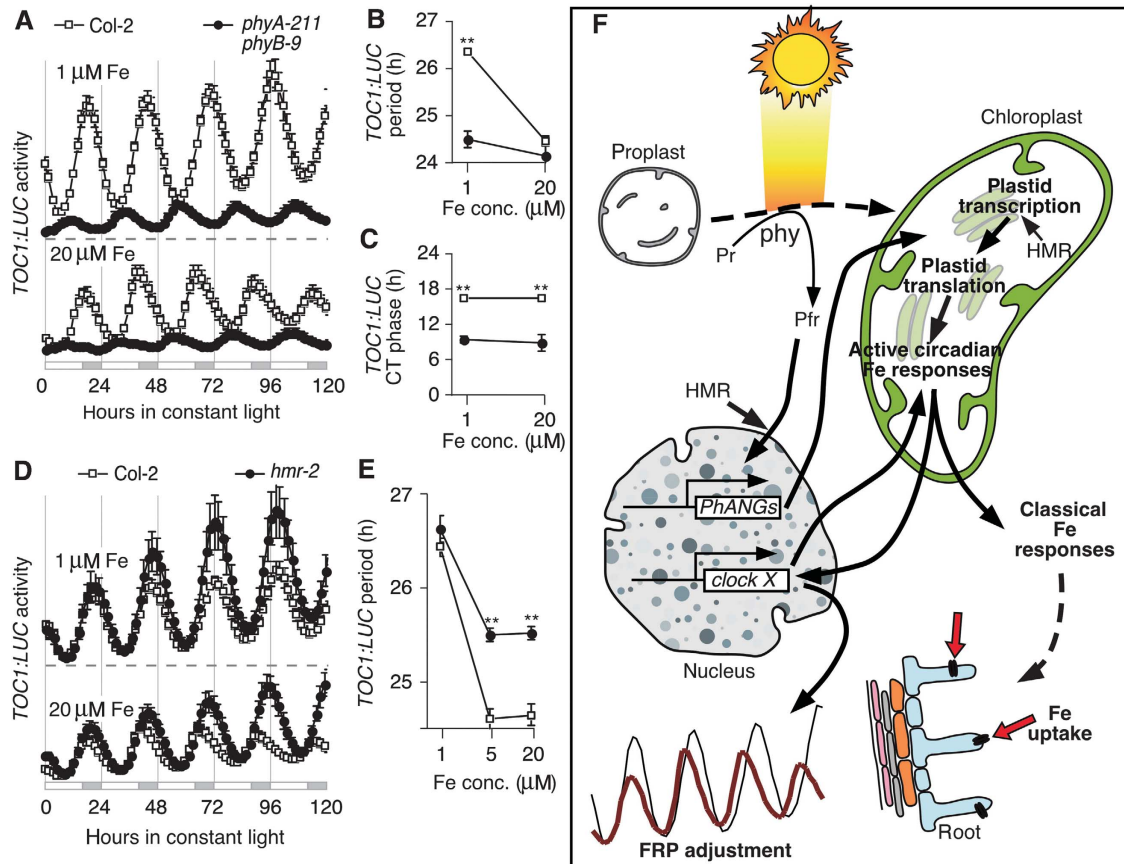 A
Col-2
phyA-211
phyB-9
1 µM Fe
20 µM Fe
TOC1:LUC activity
0 24 48 72 96 120
Hours in constant light
B
TOC1:LUC
period (h)
27
26
25
24
**
1 20
Fe conc. (µM)
C
TOC1:LUC
CT phase (h)
24
18
12
6
0
** **
1 20
Fe conc. (µM)
D
Col-2
hmr-2
1 µM Fe
20 µM Fe
TOC1:LUC activity
0 24 48 72 96 120
Hours in constant light
E
TOC1:LUC period (h)
27
26
25
** **
1 5 20
Fe conc. (µM)
F
Chloroplast
Proplast
Plastid
transcription
phy
Pr
HMR
Plastid
translation
Pfr
Active circadian
Fe responses
HMR
PhANGs
Classical
Fe
responses
clock X
Nucleus
Fe
uptake
Root
FRP adjustment